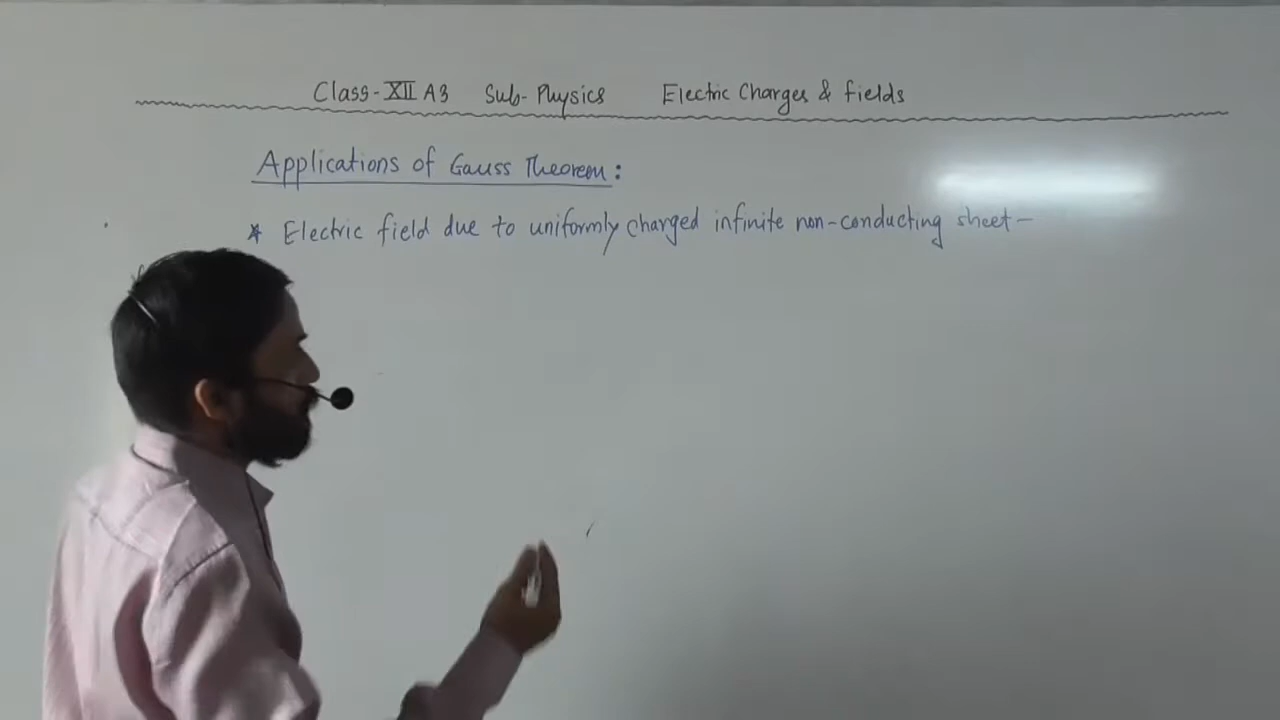 Class-XII A3 Sub-Physics Electric Charges & fields
Applications of Gauss Theorem:
* Electric field due to uniformly charged infinite non-conducting sheet-